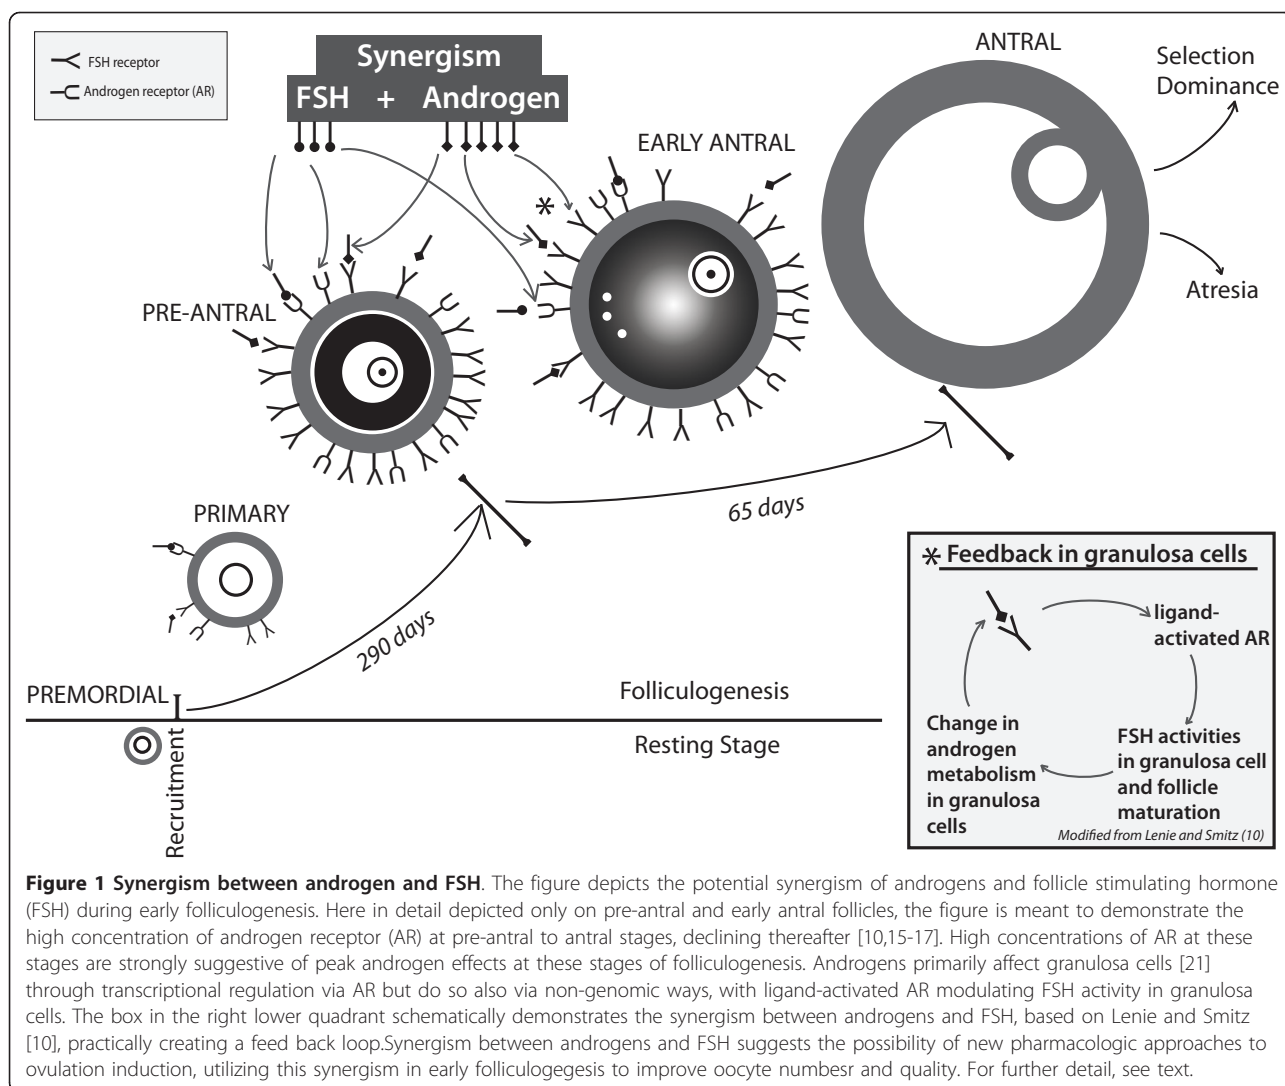 FSH receptor
Androgen receptor (AR)
Synergism
FSH + Androgen
ANTRAL
Selection
Dominance
EARLY ANTRAL
*
Atresia
PRE-ANTRAL
65 days
PRIMARY
290 days
PREMORDIAL
Folliculogenesis
Resting Stage
Recruitment
* Feedback in granulosa cells
ligand-
activated AR
FSH activities
in granulosa cell
and follicle
maturation
Change in
androgen
metabolism
in granulosa
cells
Modified from Lenie and Smitz (10)
Figure 1 Synergism between androgen and FSH. The figure depicts the potential synergism of androgens and follicle stimulating hormone
(FSH) during early folliculogenesis. Here in detail depicted only on pre-antral and early antral follicles, the figure is meant to demonstrate the
high concentration of androgen receptor (AR) at pre-antral to antral stages, declining thereafter [10,15-17]. High concentrations of AR at these
stages are strongly suggestive of peak androgen effects at these stages of folliculogenesis. Androgens primarily affect granulosa cells [21]
through transcriptional regulation via AR but do so also via non-genomic ways, with ligand-activated AR modulating FSH activity in granulosa
cells. The box in the right lower quadrant schematically demonstrates the synergism between androgens and FSH, based on Lenie and Smitz
[10], practically creating a feed back loop.Synergism between androgens and FSH suggests the possibility of new pharmacologic approaches to
ovulation induction, utilizing this synergism in early folliculogegesis to improve oocyte numbesr and quality. For further detail, see text.